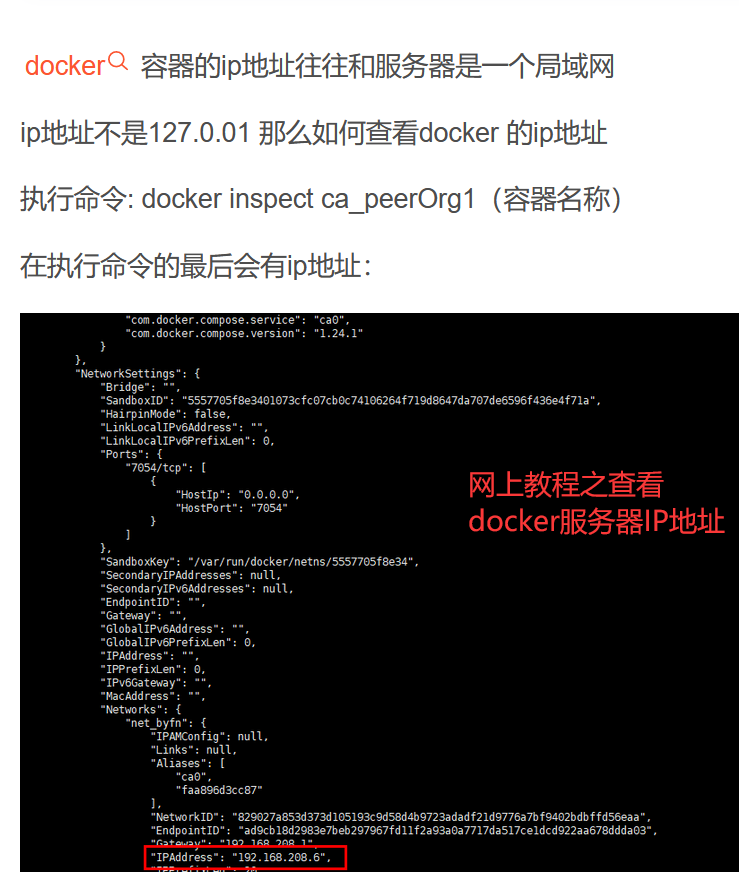 docker 容器的ip地址往往和服务器是一个局域网
ip地址不是127.0.01 那么如何查看docker 的ip地址
执行命令: docker inspect ca_peerOrg1（容器名称）
在执行命令的最后会有ip地址：
"com.docker.compose.service": "ca0",
"com.docker.compose.version": "1.24.1"
}
},
"NetworkSettings": {
"Bridge": "",
"SandboxID": "5557705f8e3401073cfc07cb0c74106264f719d8647da707de6596f436e4f71a",
"HairpinMode": false,
"LinkLocalIPv6Address": "",
"LinkLocalIPv6PrefixLen": 0,
"Ports": {
"7054/tcp": [
{
"HostIp": "0.0.0.0",
"HostPort": "7054"
}
]
},
网上教程之查看
docker服务器IP地址
"SandboxKey": "/var/run/docker/netns/5557705f8e34",
"SecondaryIPAddresses": null,
"SecondaryIPv6Addresses": null,
"EndpointID": "",
"Gateway": "",
"GlobalIPv6Address": "",
"GlobalIPv6PrefixLen": 0,
"IPAddress": "",
"IPPrefixLen": 0,
"IPv6Gateway": "",
"MacAddress": "",
"Networks": {
"net_byfn": {
"IPAMConfig": null,
"Links": null,
"Aliases": [
"ca0",
"faa896d3cc87"
],
"NetworkID": "829027a853d373d105193c9d58d4b9723adadf21d9776a7bf9402bdbffd56eaa",
"EndpointID": "ad9cb18d2983e7beb297967fd11f2a93a0a7717da517ce1dcd922aa678ddda03",
"Gateway": "192.168.208.1",
"IPAddress": "192.168.208.6",